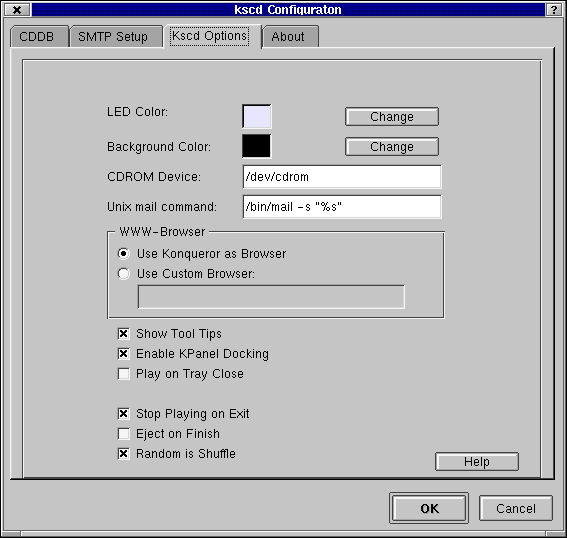 kscd Configuraton
?
CDDB SMTP Setup Kscd Options About
LED Color: Change
Background Color: Change
CDROM Device: /dev/cdrom
Unix mail command: /bin/mail -s "%s"
WWW-Browser
Use Konqueror as Browser
Use Custom Browser:
Show Tool Tips
Enable KPanel Docking
Play on Tray Close
Stop Playing on Exit
Eject on Finish
Random is Shuffle
Help
OK Cancel